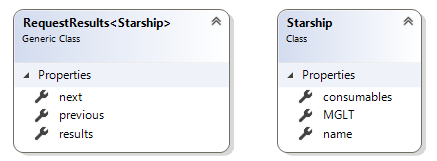 RequestResults<Starship>
Generic Class
Properties
next
previous
results
Starship
Class
Properties
consumables
MGLT
name